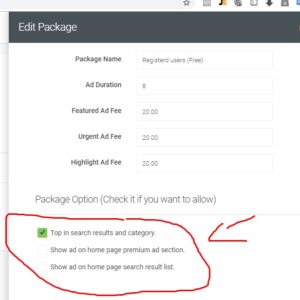 Edit Package
Package Name Registerd users (Free)
Ad Duration 8
Featured Ad Fee 20.00
Urgent Ad Fee 20.00
Highlight Ad Fee 20.00
Package Option (Check it if you want to allow)
Top in search results and category.
Show ad on home page premium ad section.
Show ad on home page search result list.